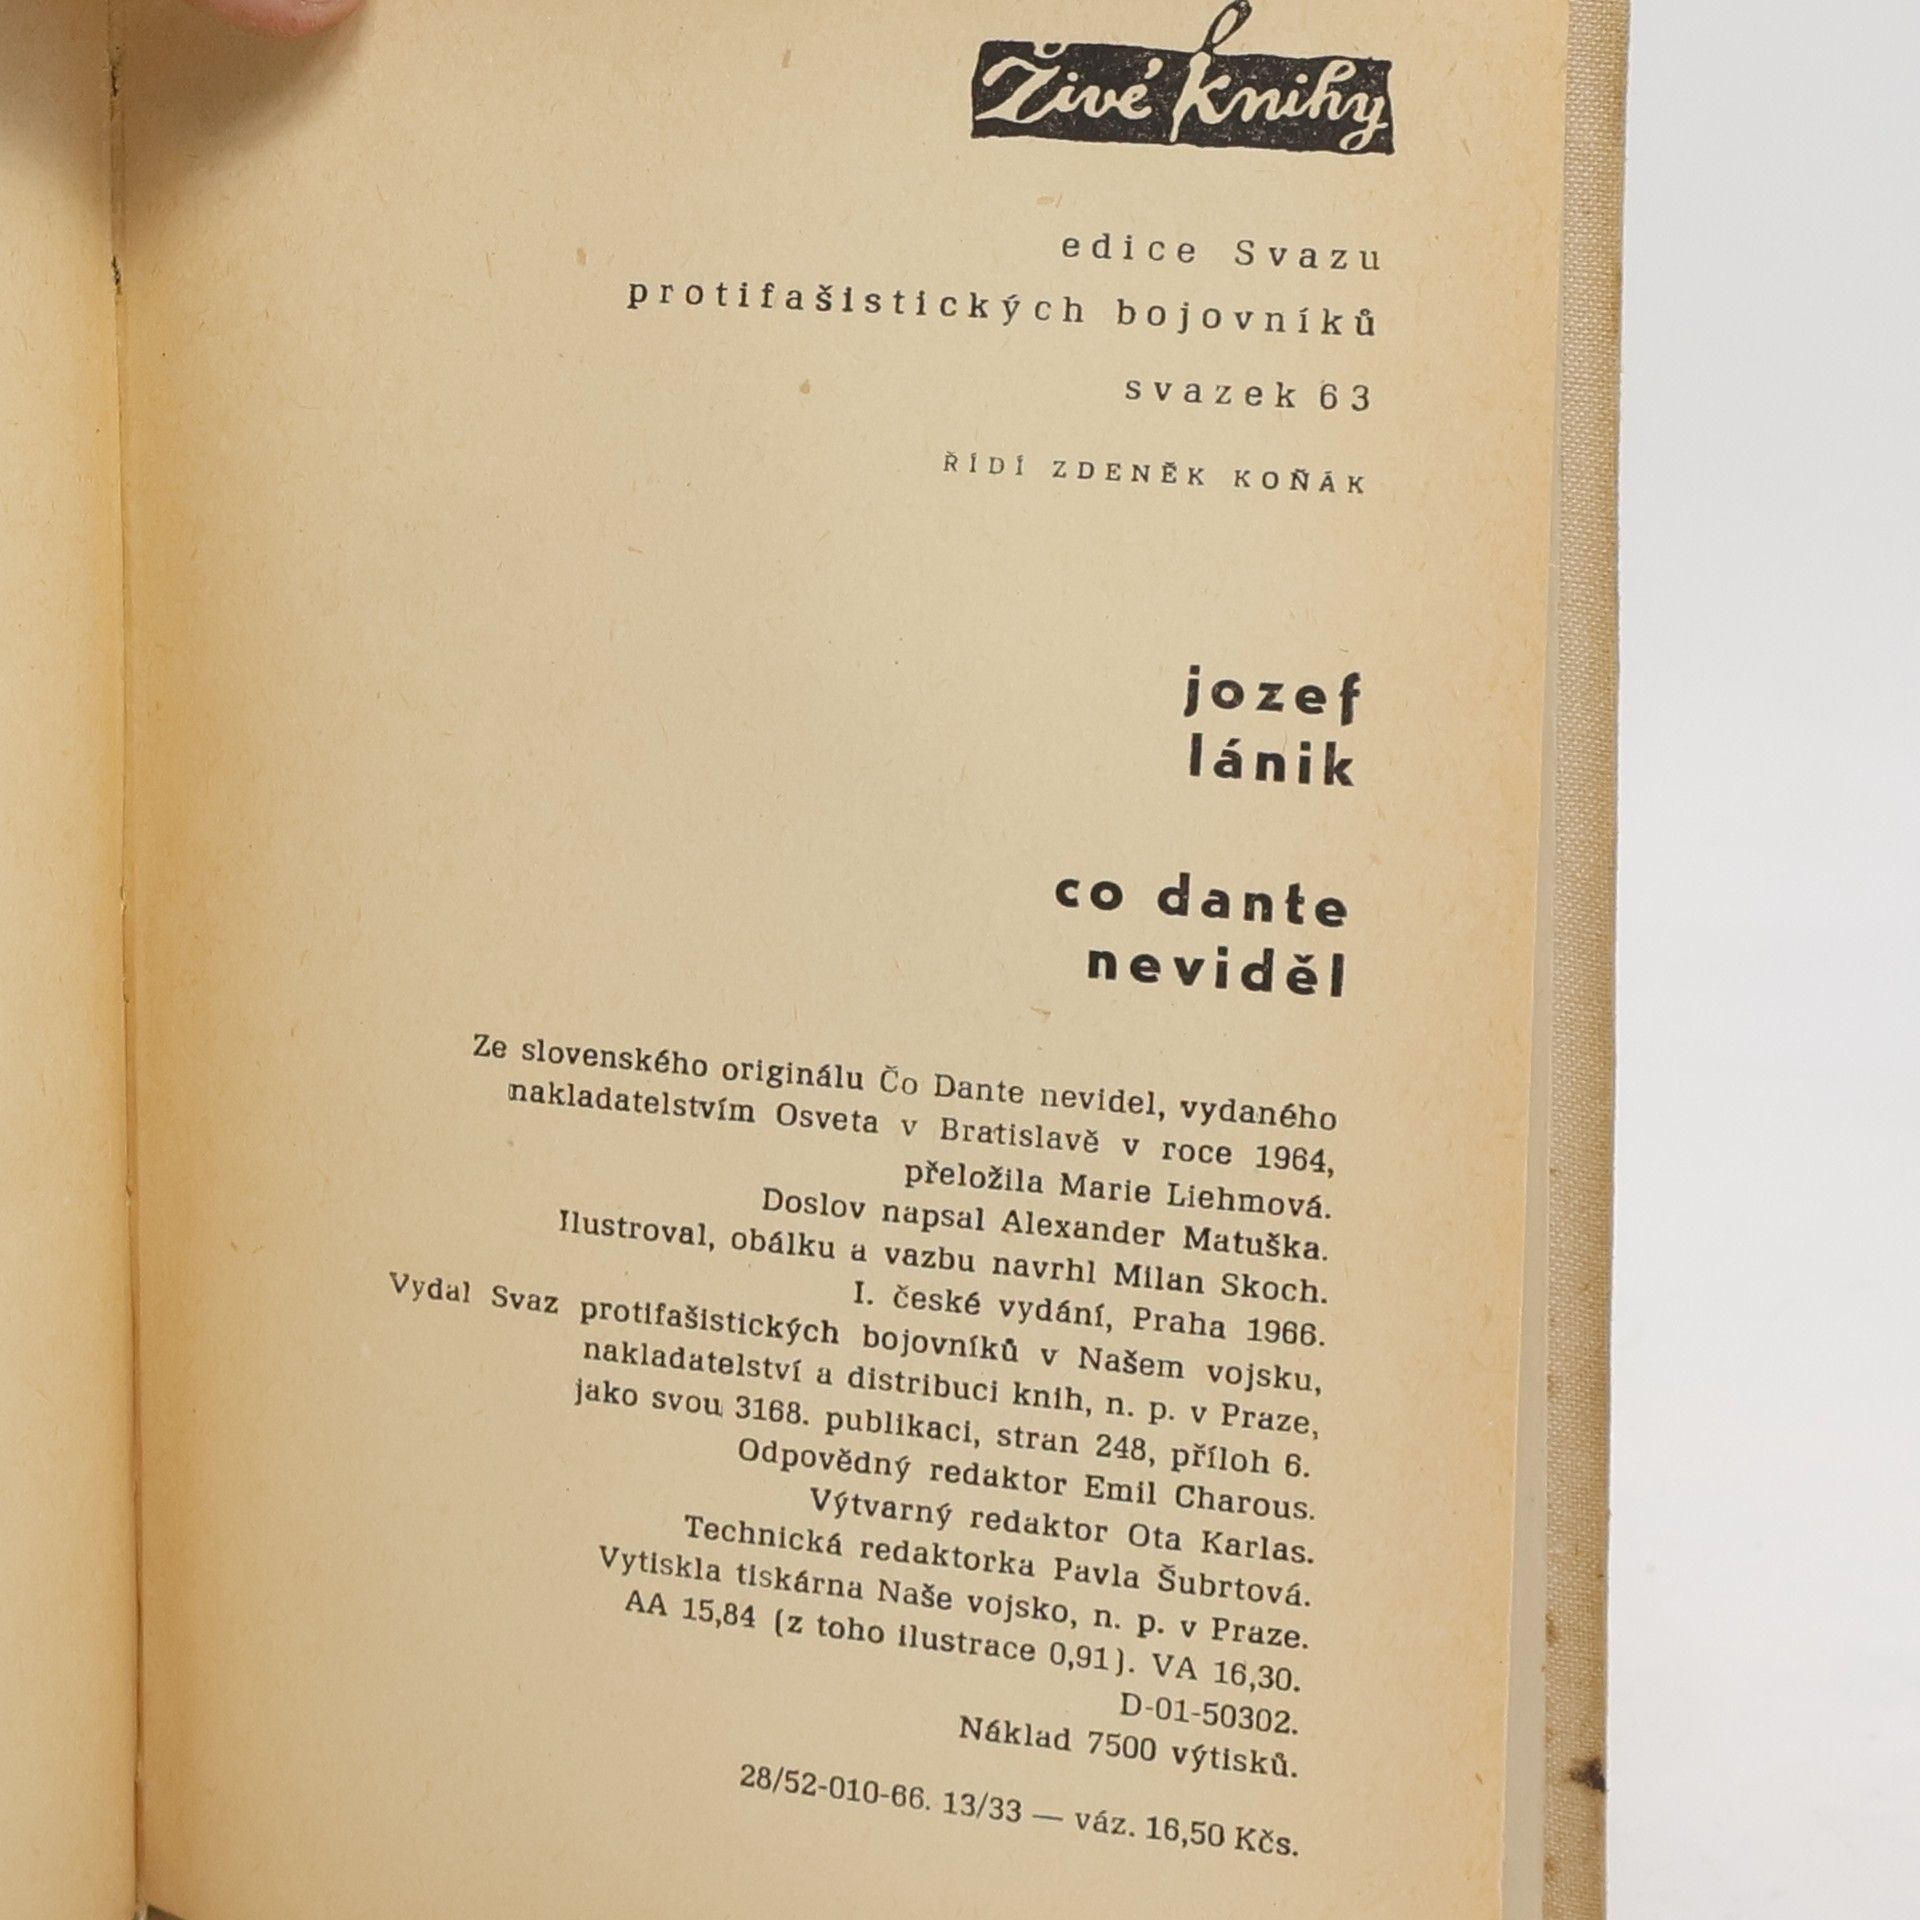 Živé knihy
edice Svazu
protifašistických bojovníků
svazek 63
ŘÍDÍ ZDENĚK KOŇÁK
jozef
lánik
co dante
neviděl
Ze slovenského originálu Čo Dante nevidel, vydaného
nakladatelstvím Osveta v Bratislavě v roce 1964,
přeložila Marie Liehmová.
Doslov napsal Alexander Matuška.
Ilustroval, obálku a vazbu navrhl Milan Skoch.
I. české vydání, Praha 1966.
Vydal Svaz protifašistických bojovníků v Našem vojsku,
nakladatelství a distribuci knih, n. p. v Praze,
jako svou 3168. publikaci, stran 248, příloh 6.
Odpovědný redaktor Emil Charous.
Výtvarný redaktor Ota Karlas.
Technická redaktorka Pavla Šubrtová.
Vytiskla tiskárna Naše vojsko, n. p. v Praze.
AA 15,84 (z toho ilustrace 0,91). VA 16,30.
D-01-50302.
Náklad 7500 výtisků.
28/52-010-66. 13/33 — váz. 16,50 Kčs.